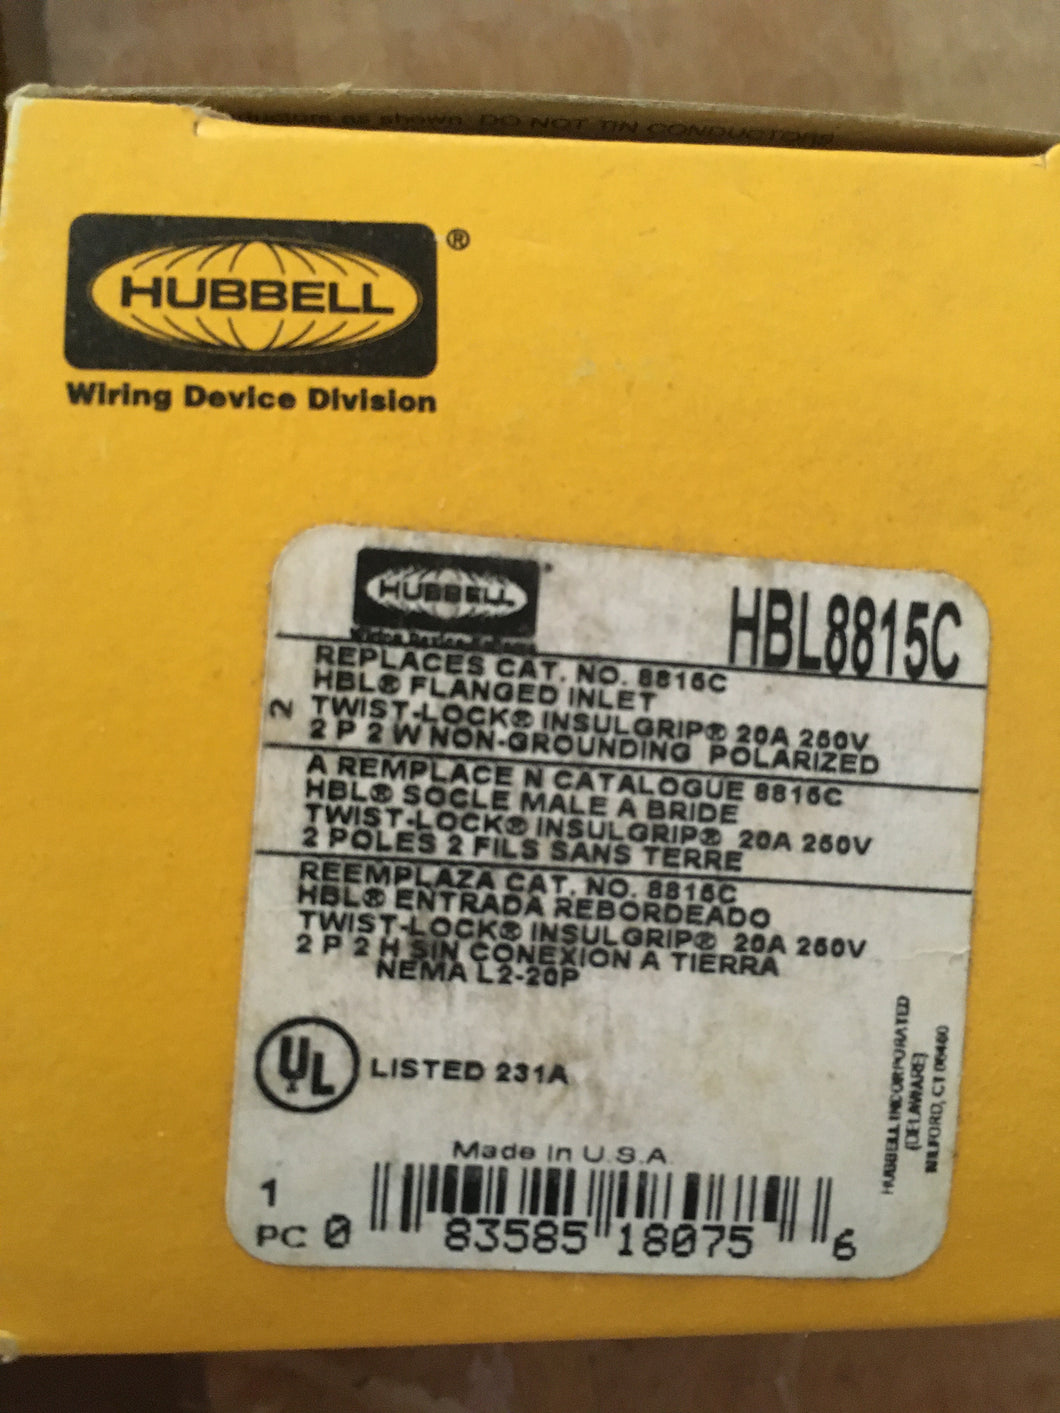 uctors as shown. DO NOT TIN CONDUCTORS
HUBBELL ®
Wiring Device Division
HUBBELL
HBL8815C
REPLACES CAT. NO. 8815C
HBL® FLANGED INLET
2 TWIST-LOCK® INSULGRIP® 20A 250V
2 P 2 W NON-GROUNDING POLARIZED
A REMPLACE N CATALOGUE 8815C
HBL® SOCLE MALE A BRIDE
TWIST-LOCK® INSULGRIP® 20A 250V
2 POLES 2 FILS SANS TERRE
REEMPLAZA CAT. NO. 8815C
HBL® ENTRADA REBORDEADO
TWIST-LOCK® INSULGRIP® 20A 250V
2 P 2 H SIN CONEXION A TIERRA
NEMA L2-20P
UL LISTED 231A
HUBBELL INCORPORATED
(DELAWARE)
MILFORD, CT 06460
Made In U.S.A.
1
PC 0 83585 18075 6